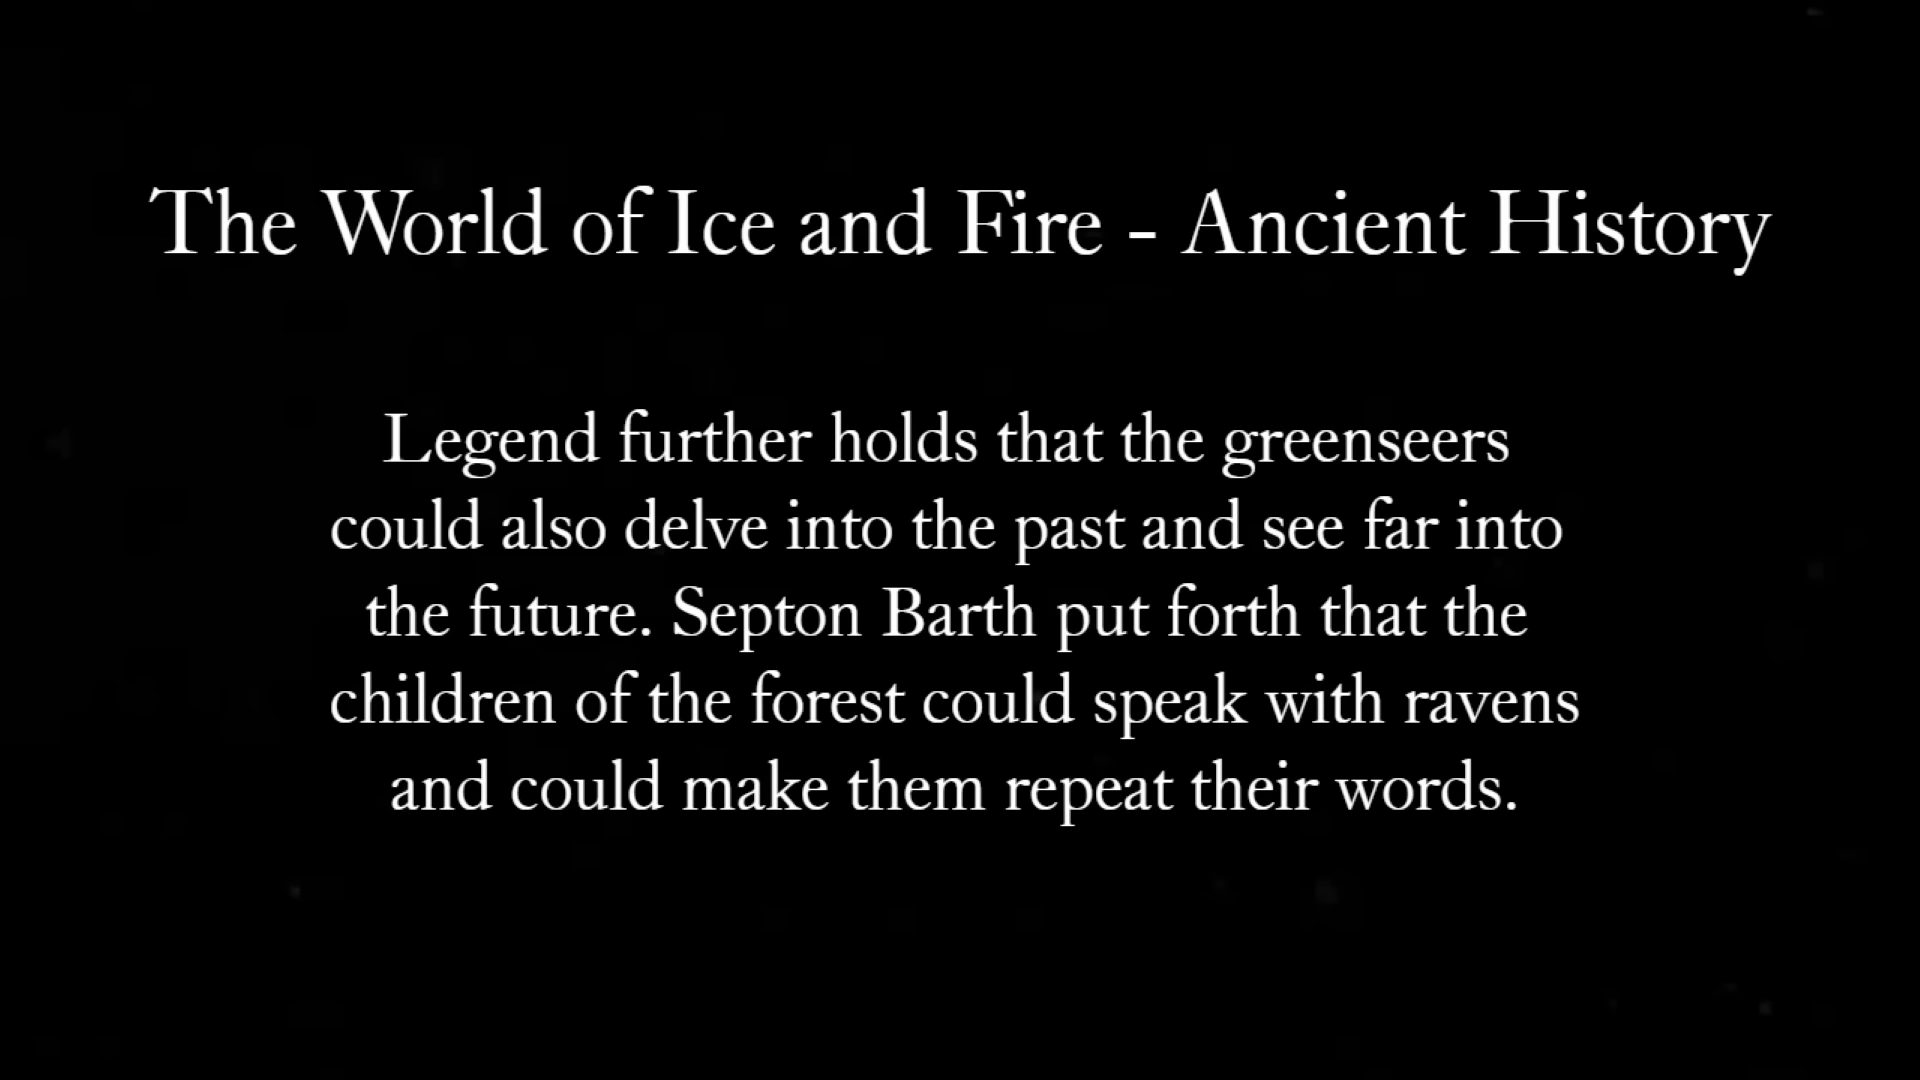 The World of Ice and Fire - Ancient History
Legend further holds that the greenseers
could also delve into the past and see far into
the future. Septon Barth put forth that the
children of the forest could speak with ravens
and could make them repeat their words.